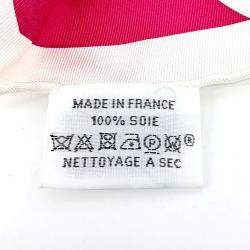 MADE IN FRANCE
100% SOIE
NETTOYAGE A SEC